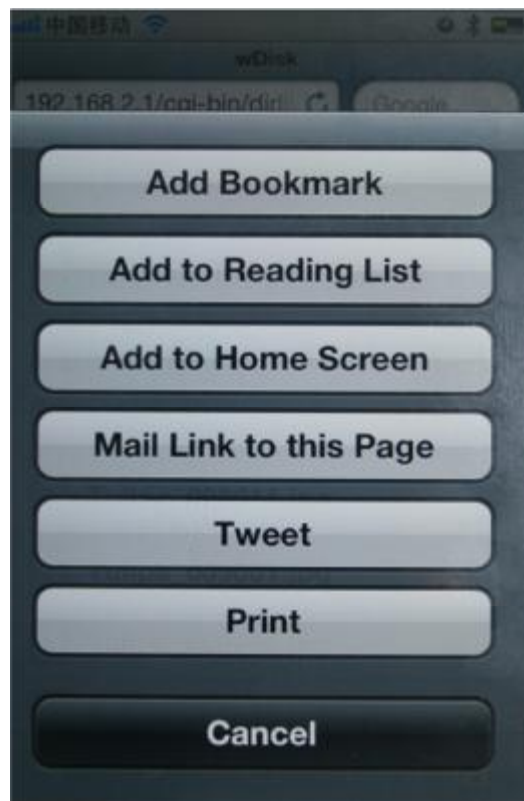 中国移动
wDisk
192.168.2.1/cgi-bin/dir
Google
Add Bookmark
Add to Reading List
Add to Home Screen
Mail Link to this Page
Tweet
Print
Cancel